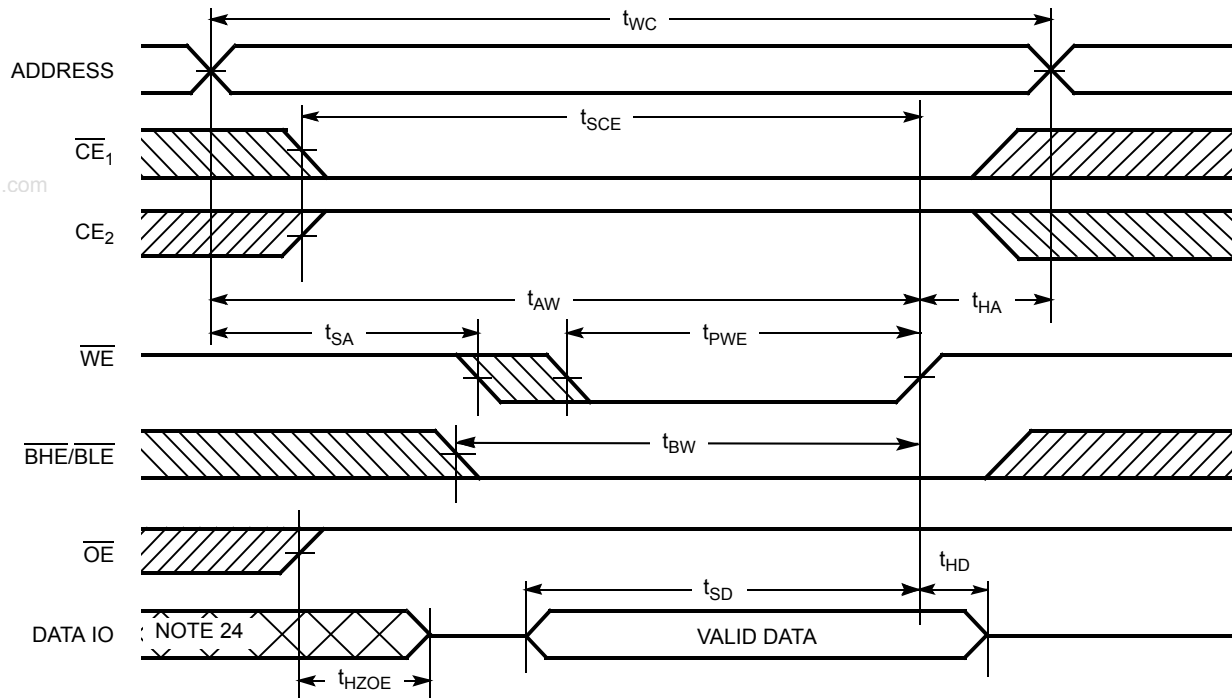 tWC
ADDRESS
tSCE
CE1
.com
CE2
tAW
tHA
tSA
tPWE
WE
tBW
BHE/BLE
OE
tHD
tSD
DATA IO
NOTE 24
VALID DATA
tHZOE